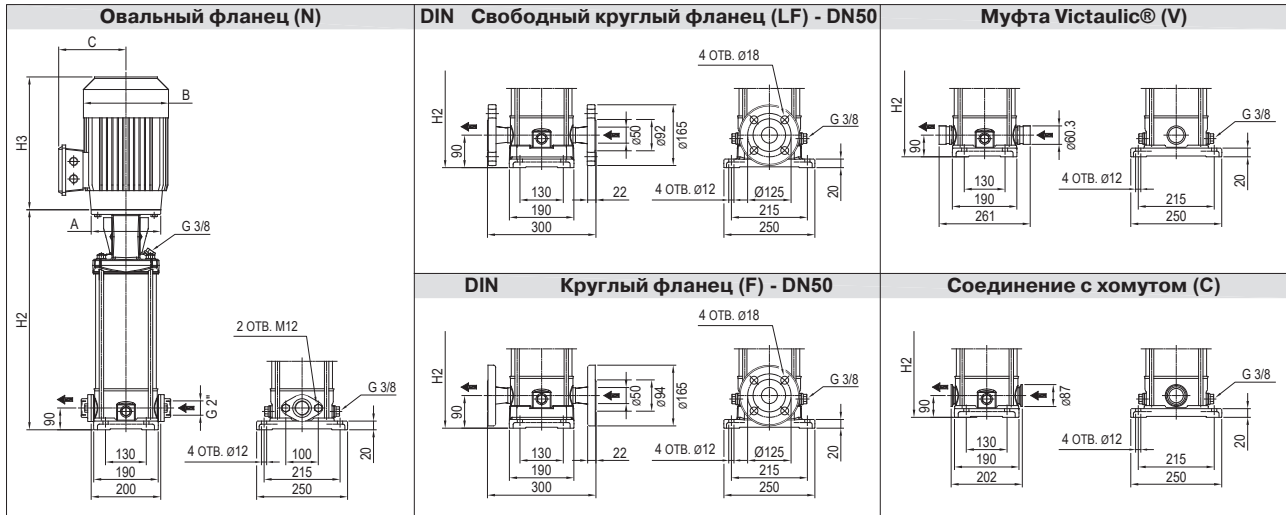 Овальный фланец (N)
C
B
H3
A
G 3/8
H2
2 ОТВ. М12
G 3/8
G 2"
90
20
4 ОТВ. Ø12
130
100
190
215
200
250
DIN Свободный круглый фланец (LF) - DN50
4 ОТВ. Ø18
H2
G 3/8
90
ø50
ø92
ø165
20
4 ОТВ. Ø12
130
22
Ø125
190
215
300
250
Муфта Victaulic® (V)
H2
G 3/8
90
ø60.3
20
4 ОТВ. Ø12
130
190
215
261
250
DIN Круглый фланец (F) - DN50
4 ОТВ. Ø18
H2
G 3/8
90
ø50
ø94
ø165
20
4 ОТВ. Ø12
130
22
Ø125
190
215
300
250
Соединение с хомутом (C)
H2
G 3/8
90
ø87
20
4 ОТВ. Ø12
130
190
215
202
250